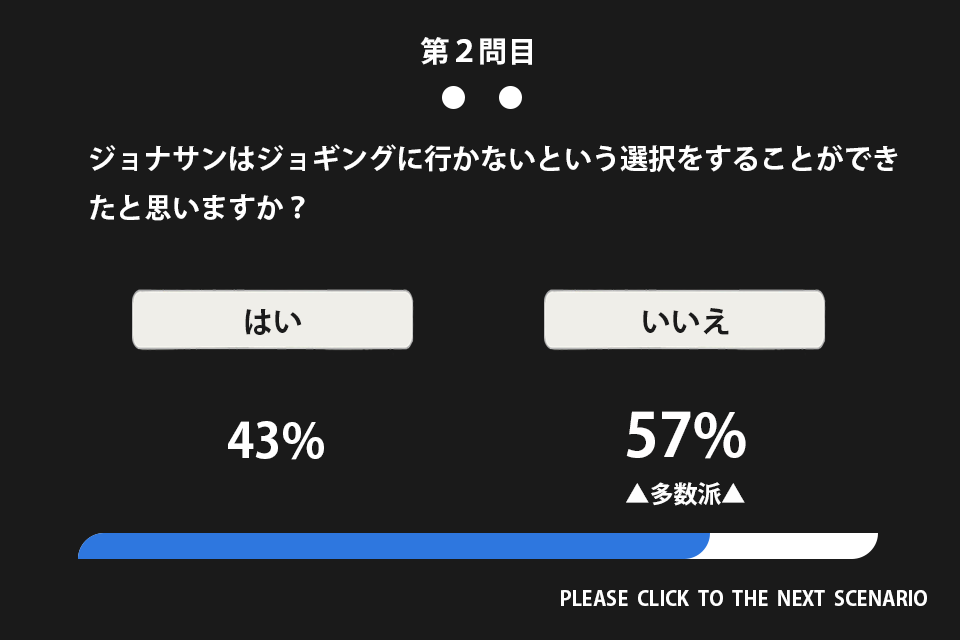 第２問目
ジョナサンはジョギングに行かないという選択をすることができ
たと思いますか？
はい
いいえ
43%
57%
▲多数派▲
PLEASE CLICK TO THE NEXT SCENARIO